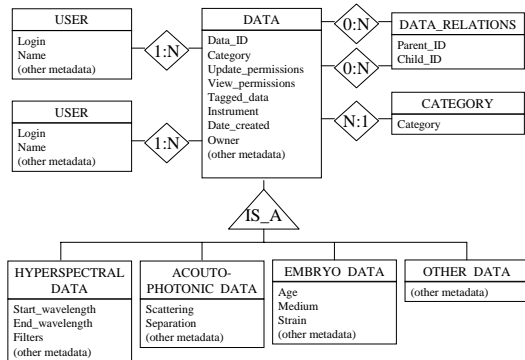 USER
Login
Name
(other metadata)
1:N
DATA
Data_ID
Category
Update_permissions
View_permissions
Tagged_data
Instrument
Date_created
Owner
(other metadata)
0:N
0:N
DATA_RELATIONS
Parent_ID
Child_ID
USER
Login
Name
(other metadata)
1:N
N:1
CATEGORY
Category
IS_A
HYPERSPECTRAL
DATA
Start_wavelength
End_wavelength
Filters
(other metadata)
ACOUTO-
PHOTONIC DATA
Scattering
Separation
(other metadata)
EMBRYO DATA
Age
Medium
Strain
(other metadata)
OTHER DATA
(other metadata)